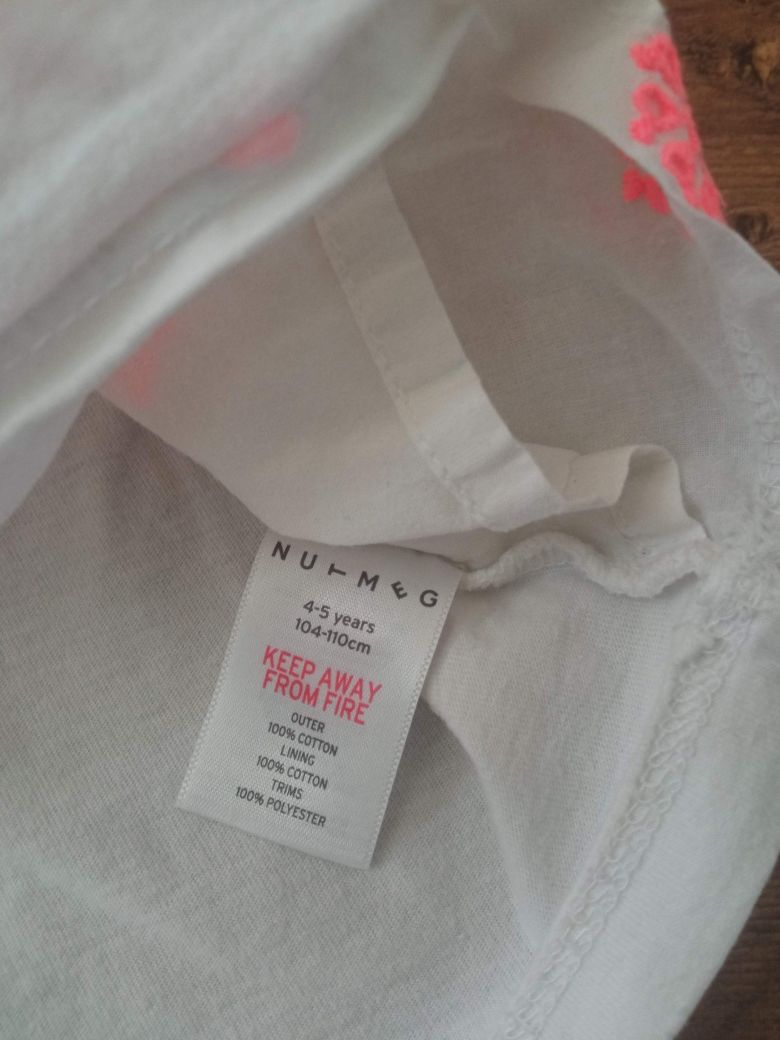 NUTMEG
4-5 years
104-110cm
KEEP AWAY
FROM FIRE
OUTER
100% COTTON
LINING
100% COTTON
TRIMS
100% POLYESTER